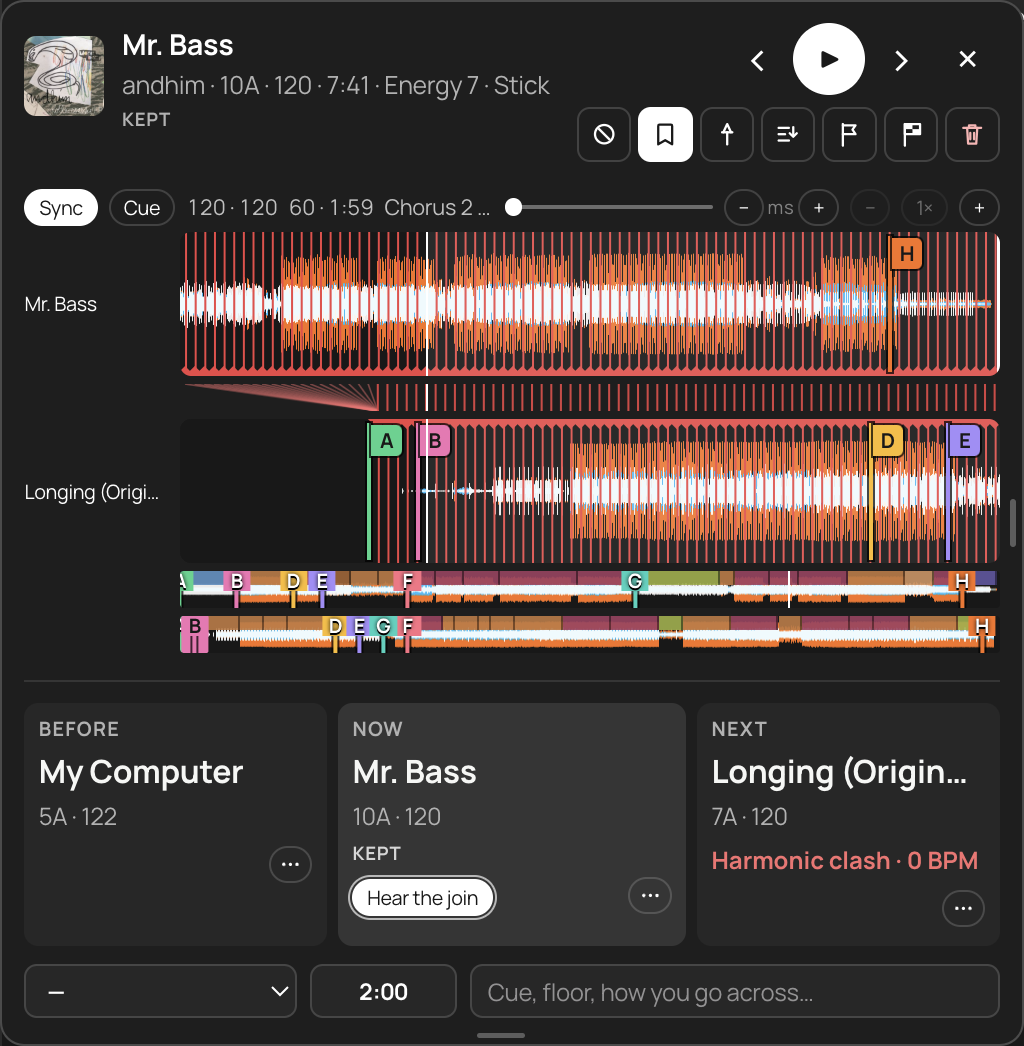 Mr. Bass
andhim · 10A · 120 · 7:41 · Energy 7 · Stick
KEPT
Sync
Cue
120 · 120 60 · 1:59 Chorus 2 ...
− ms + − 1× +
H
Mr. Bass
A B D E
Longing (Origi...
A B D E F G H
B D E G F H
BEFORE
My Computer
5A · 122
...
NOW
Mr. Bass
10A · 120
KEPT
Hear the join
...
NEXT
Longing (Origin...
7A · 120
Harmonic clash · 0 BPM
...
—
2:00
Cue, floor, how you go across...